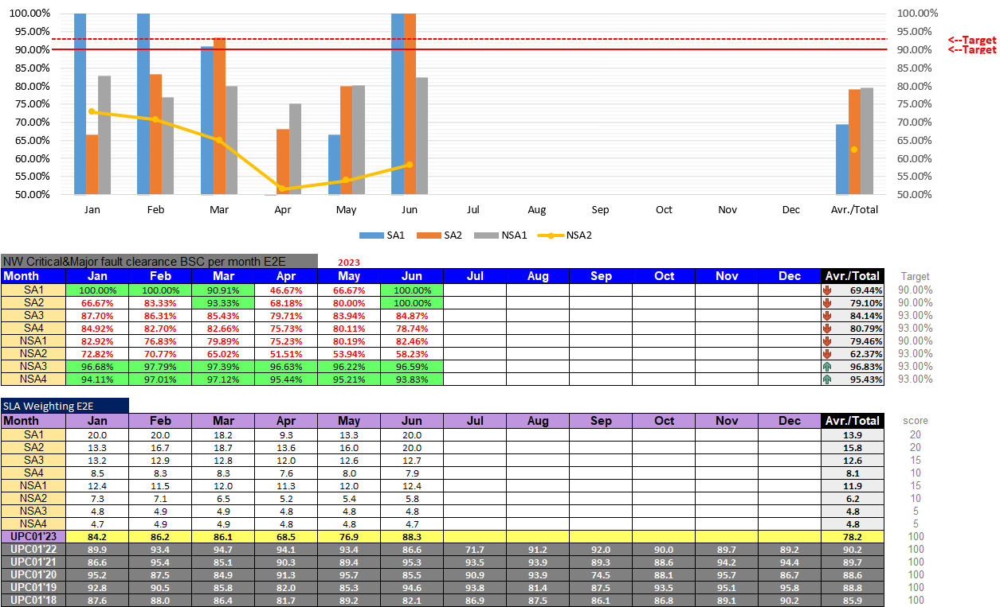 100.00% 100.00%
95.00% 95.00%
<--Target
90.00% 90.00%
<--Target
85.00% 85.00%
80.00% 80.00%
75.00% 75.00%
70.00% 70.00%
65.00% 65.00%
60.00% 60.00%
55.00% 55.00%
50.00% 50.00%
Jan Feb Mar Apr May Jun Jul Aug Sep Oct Nov Dec Avr./Total
SA1 SA2 NSA1 NSA2
NW Critical&Major fault clearance BSC per month E2E 2023
Month Jan Feb Mar Apr May Jun Jul Aug Sep Oct Nov Dec Avr./Total Target
SA1 100.00% 100.00% 90.91% 46.67% 66.67% 100.00% 69.44% 90.00%
SA2 66.67% 83.33% 93.33% 68.18% 80.00% 100.00% 79.10% 90.00%
SA3 87.70% 86.31% 85.43% 79.71% 83.94% 84.87% 84.14% 93.00%
SA4 84.92% 82.70% 82.66% 75.73% 80.11% 78.74% 80.79% 93.00%
NSA1 82.92% 76.83% 79.89% 75.23% 80.19% 82.46% 79.46% 90.00%
NSA2 72.82% 70.77% 65.02% 51.51% 53.94% 58.23% 62.37% 93.00%
NSA3 96.68% 97.79% 97.39% 96.63% 96.22% 96.59% 96.83% 93.00%
NSA4 94.11% 97.01% 97.12% 95.44% 95.21% 93.83% 95.43% 93.00%
SLA Weighting E2E
Month Jan Feb Mar Apr May Jun Jul Aug Sep Oct Nov Dec Avr./Total score
SA1 20.0 20.0 18.2 9.3 13.3 20.0 13.9 20
SA2 13.3 16.7 18.7 13.6 16.0 20.0 15.8 20
SA3 13.2 12.9 12.8 12.0 12.6 12.7 12.6 15
SA4 8.5 8.3 8.3 7.6 8.0 7.9 8.1 10
NSA1 12.4 11.5 12.0 11.3 12.0 12.4 11.9 15
NSA2 7.3 7.1 6.5 5.2 5.4 5.8 6.2 10
NSA3 4.8 4.9 4.9 4.8 4.8 4.8 4.8 5
NSA4 4.7 4.9 4.9 4.8 4.8 4.7 4.8 5
UPC01'23 84.2 86.2 86.1 68.5 76.9 88.3 78.2 100
UPC01'22 89.9 93.4 94.7 94.1 93.4 86.6 71.7 91.2 92.0 90.0 89.7 89.2 90.2 100
UPC01'21 86.6 95.4 85.1 90.3 89.4 95.3 93.5 93.9 89.3 88.6 94.2 94.4 89.7 100
UPC01'20 95.2 87.5 84.9 91.3 95.7 85.5 90.9 93.9 74.5 88.1 95.7 86.7 88.6 100
UPC01'19 92.8 90.5 85.8 82.0 85.3 94.6 93.8 81.4 87.5 93.5 95.1 95.8 88.8 100
UPC01'18 87.6 88.0 86.4 81.7 89.2 82.1 86.9 87.5 86.1 86.8 89.1 90.2 85.9 100